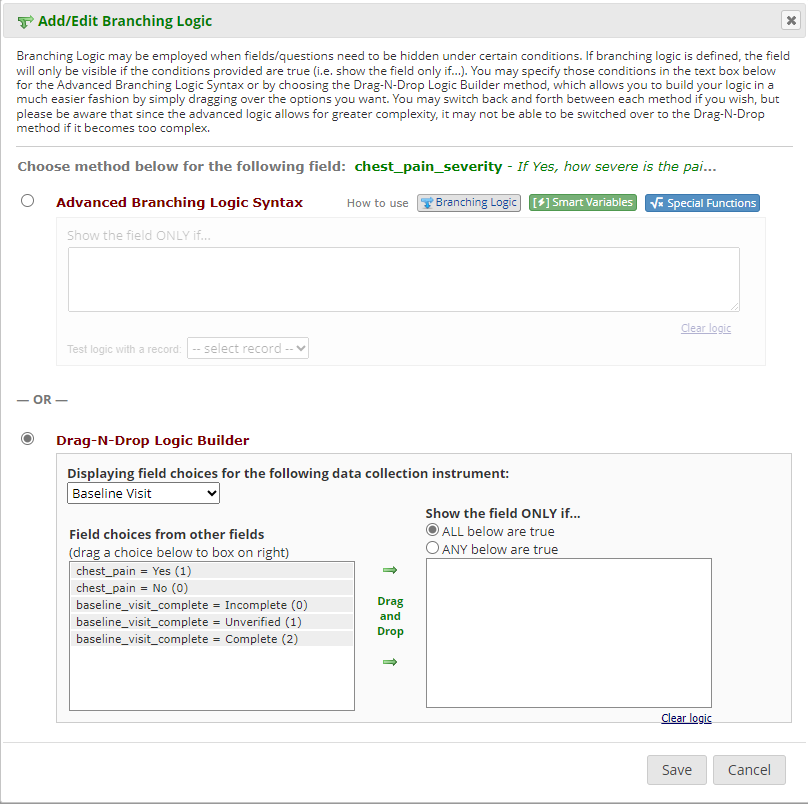 Add/Edit Branching Logic
Branching Logic may be employed when fields/questions need to be hidden under certain conditions. If branching logic is defined, the field
will only be visible if the conditions provided are true (i.e. show the field only if...). You may specify those conditions in the text box below
for the Advanced Branching Logic Syntax or by choosing the Drag-N-Drop Logic Builder method, which allows you to build your logic in a
much easier fashion by simply dragging over the options you want. You may switch back and forth between each method if you wish, but
please be aware that since the advanced logic allows for greater complexity, it may not be able to be switched over to the Drag-N-Drop
method if it becomes too complex.
Choose method below for the following field: chest_pain_severity - If Yes, how severe is the pai...
Advanced Branching Logic Syntax How to use Branching Logic [⚡] Smart Variables √x Special Functions
Show the field ONLY if...
Clear logic
Test logic with a record: -- select record --
— OR —
Drag-N-Drop Logic Builder
Displaying field choices for the following data collection instrument:
Baseline Visit
Field choices from other fields
(drag a choice below to box on right)
chest_pain = Yes (1)
chest_pain = No (0)
baseline_visit_complete = Incomplete (0)
baseline_visit_complete = Unverified (1)
baseline_visit_complete = Complete (2)
Drag
and
Drop
Show the field ONLY if...
ALL below are true
ANY below are true
Clear logic
Save Cancel